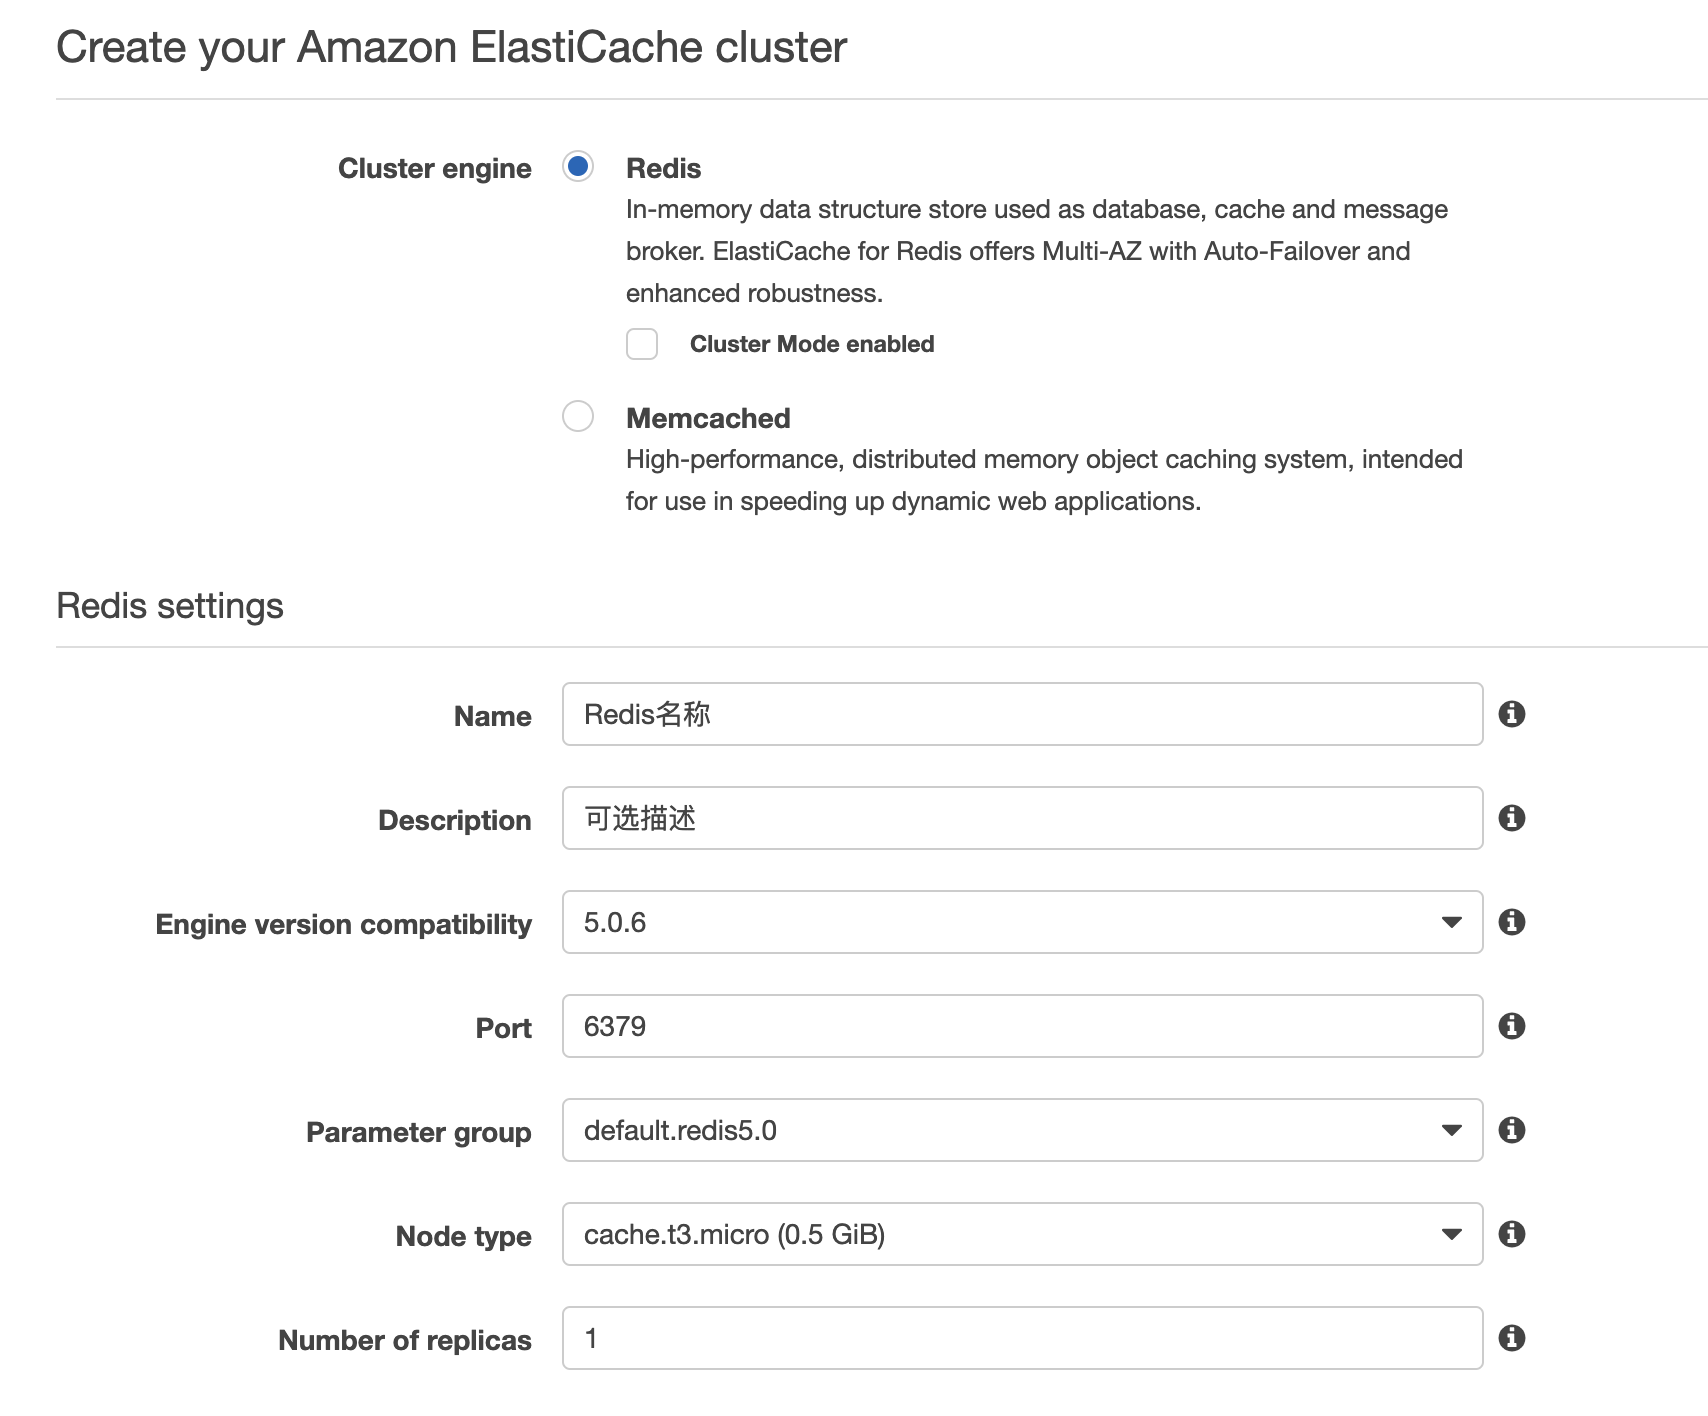 Create your Amazon ElastiCache cluster
Cluster engine
Redis
In-memory data structure store used as database, cache and message
broker. ElastiCache for Redis offers Multi-AZ with Auto-Failover and
enhanced robustness.
Cluster Mode enabled
Memcached
High-performance, distributed memory object caching system, intended
for use in speeding up dynamic web applications.
Redis settings
Name
Redis名称
Description
可选描述
Engine version compatibility
5.0.6
Port
6379
Parameter group
default.redis5.0
Node type
cache.t3.micro (0.5 GiB)
Number of replicas
1